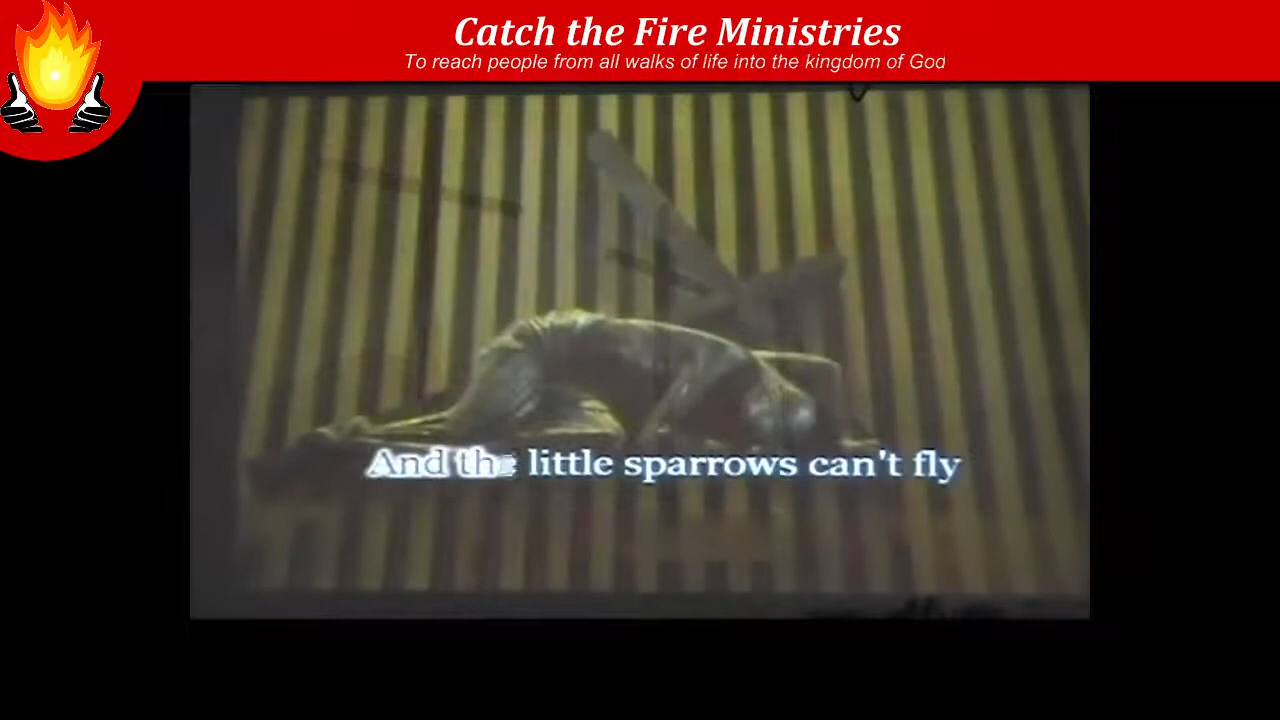 Catch the Fire Ministries
To reach people from all walks of life into the kingdom of God
And the little sparrows can't fly